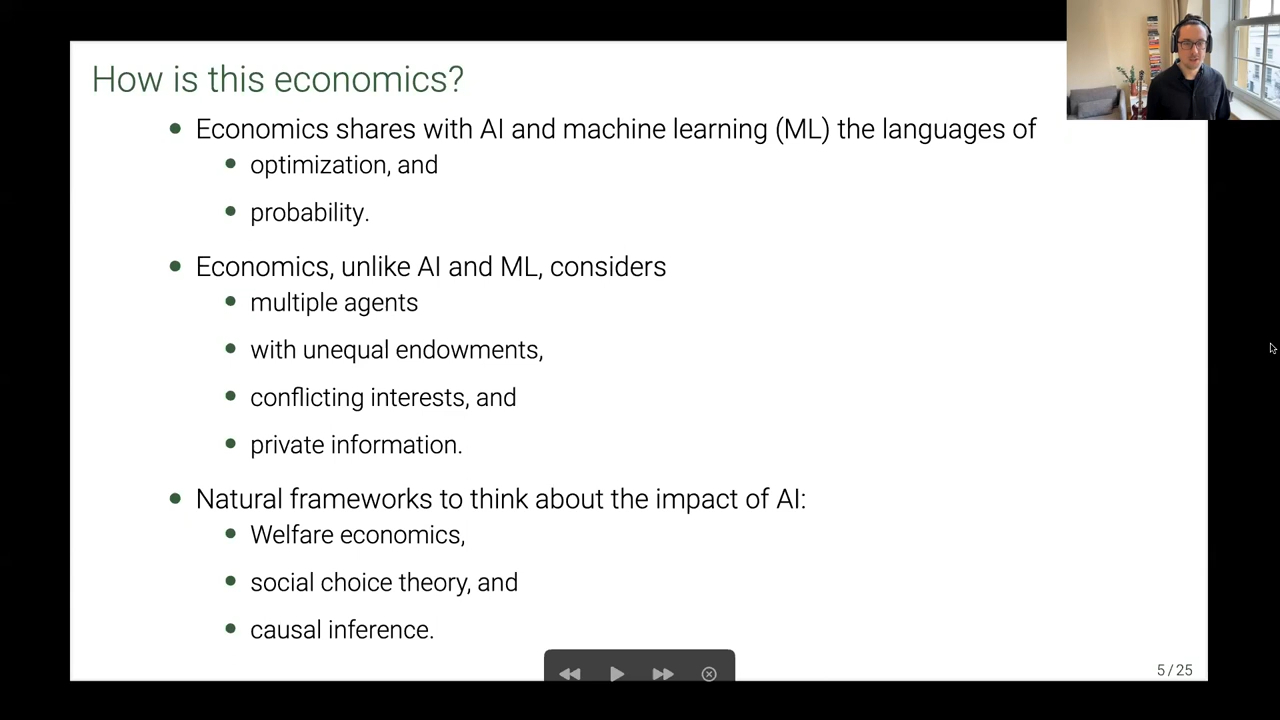 How is this economics?
Economics shares with AI and machine learning (ML) the languages of
optimization, and
probability.
Economics, unlike AI and ML, considers
multiple agents
with unequal endowments,
conflicting interests, and
private information.
Natural frameworks to think about the impact of AI:
Welfare economics,
social choice theory, and
causal inference.
5 / 25